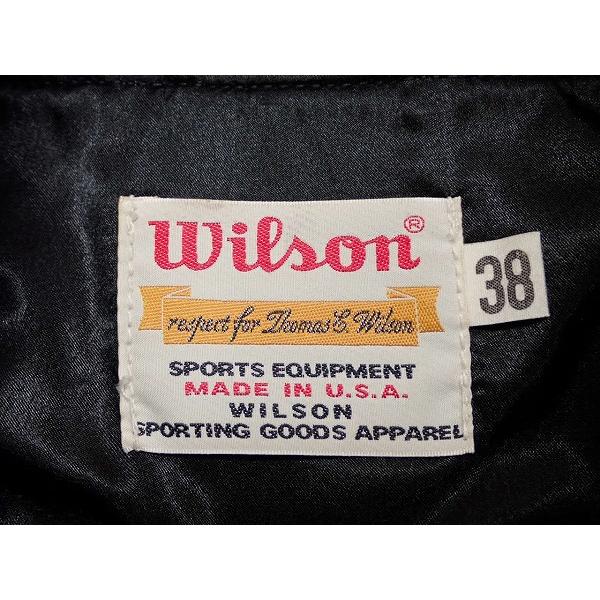 Wilson®
38
respect for Thomas E. Wilson
SPORTS EQUIPMENT
MADE IN U.S.A.
WILSON
SPORTING GOODS APPAREL